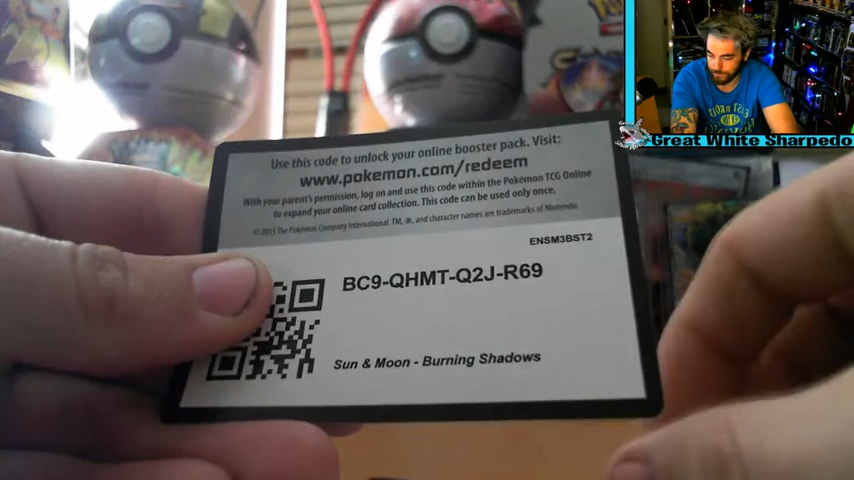 Use this code to unlock your online booster pack. Visit:
www.pokemon.com/redeem
With your parent's permission, log on and use this code within the Pokémon TCG Online
to expand your online card collection. This code can be used only once.
©2015 The Pokémon Company International. TM, ®, and character names are trademarks of Nintendo.
ENSM3BST2
BC9-QHMT-Q2J-R69
Sun & Moon - Burning Shadows
Great White Sharpedo